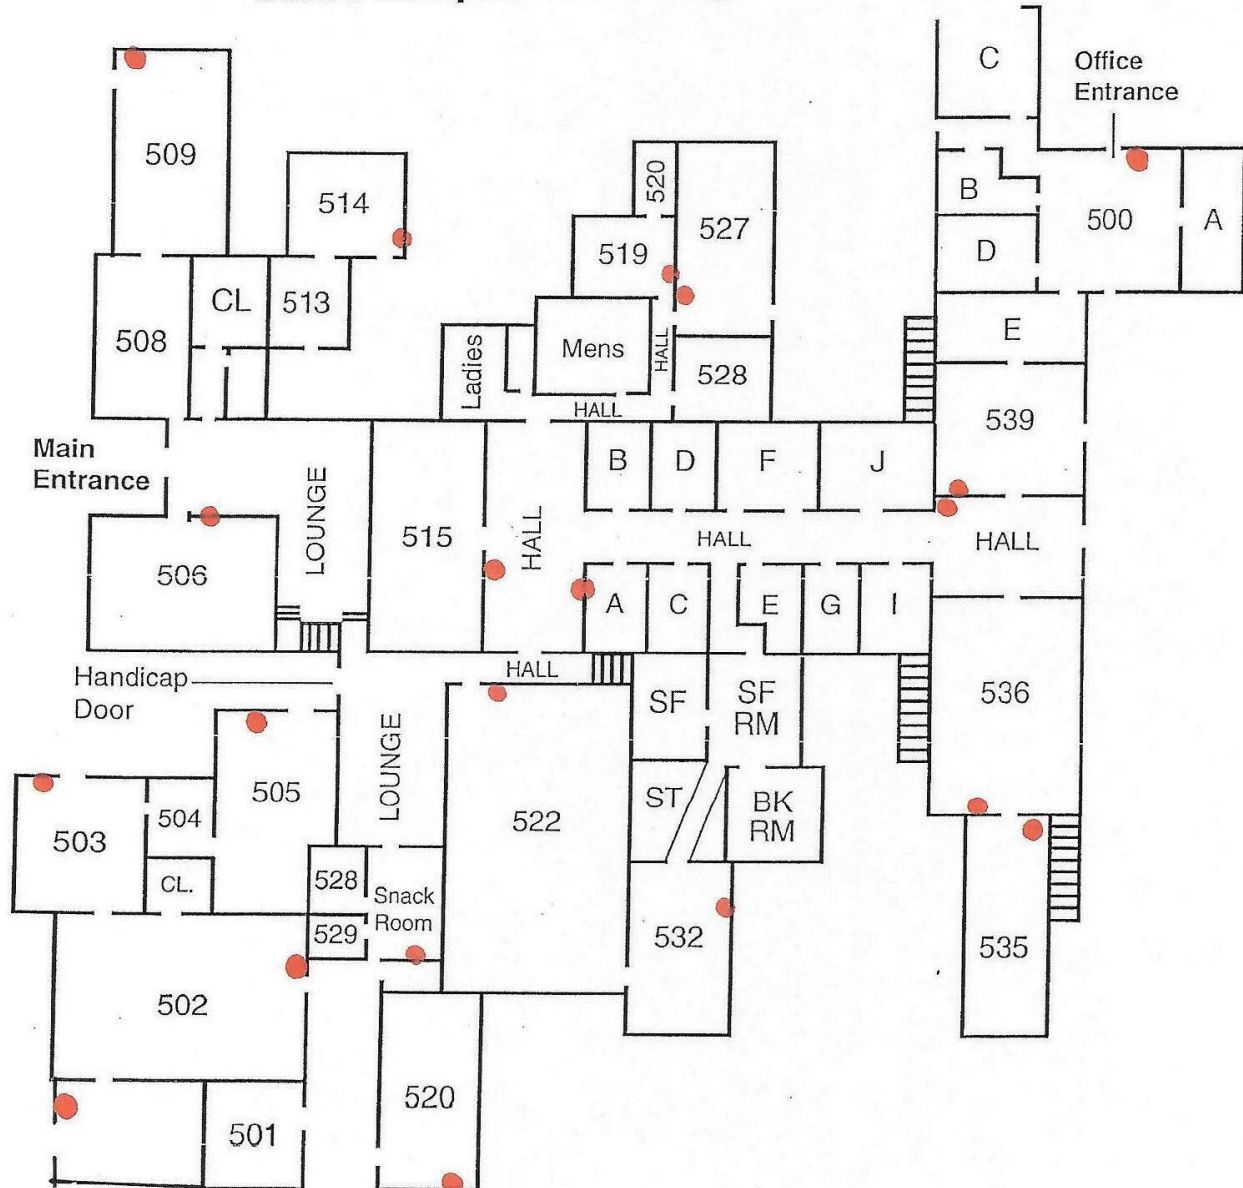 C
Office
Entrance
509
514
520
527
519
B
500
A
D
CL
513
508
Ladies
Mens
HALL
528
E
HALL
539
Main
Entrance
LOUNGE
515
HALL
B
D
F
J
HALL
HALL
506
A
C
E
G
I
HALL
Handicap
Door
SF
SF
RM
536
LOUNGE
505
503
504
522
ST
BK
RM
CL.
528
Snack
Room
529
532
535
502
520
501